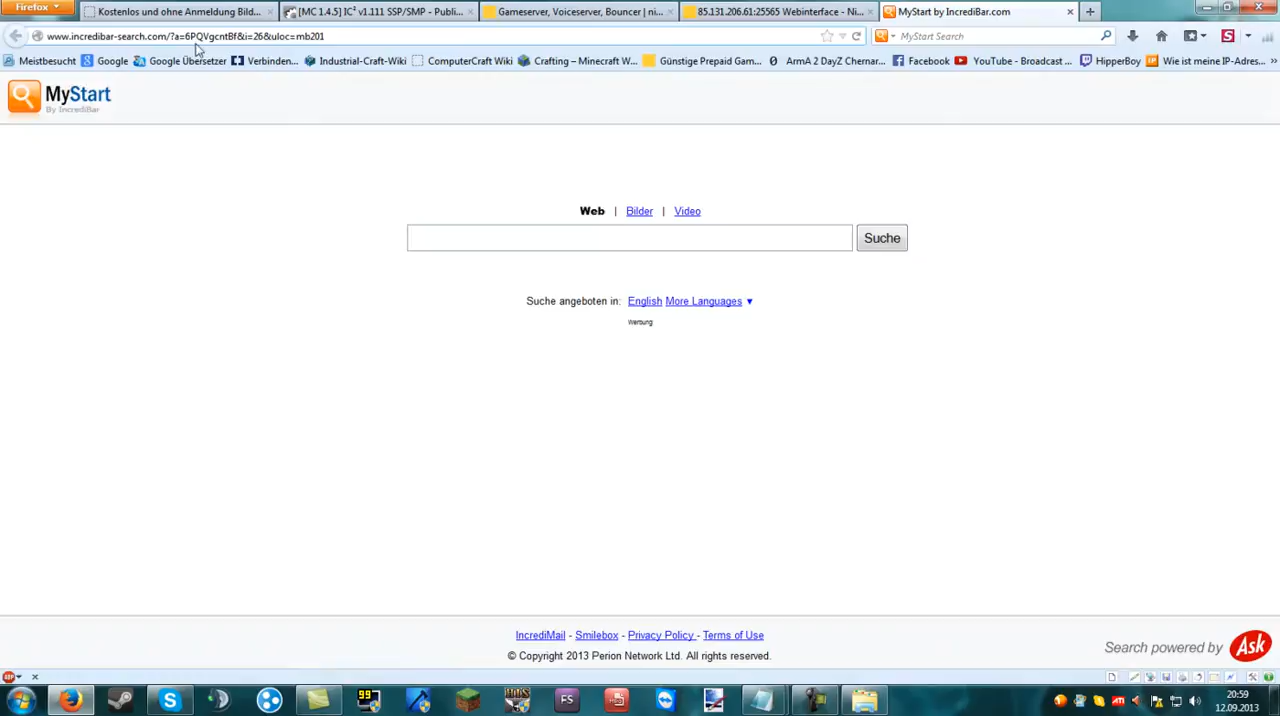 Firefox
Kostenlos und ohne Anmeldung Bild...
[MC 1.4.5] IC² v1.111 SSP/SMP - Publi...
Gameserver, Voiceserver, Bouncer | ni...
85.131.206.61:25565 Webinterface - Ni...
MyStart by IncrediBar.com
www.incredibar-search.com/?a=6PQVgcntBf&i=26&uloc=mb201
MyStart Search
Meistbesucht
Google
Google Übersetzer
Verbinden...
Industrial-Craft-Wiki
ComputerCraft Wiki
Crafting – Minecraft W...
Günstige Prepaid Gam...
ArmA 2 DayZ Chernar...
Facebook
YouTube - Broadcast ...
HipperBoy
Wie ist meine IP-Adres...
MyStart
By IncrediBar
Web | Bilder | Video
Suche
Suche angeboten in: English More Languages ▼
Werbung
IncrediMail - Smilebox - Privacy Policy - Terms of Use
© Copyright 2013 Perion Network Ltd. All rights reserved.
Search powered by Ask
ABP
99
FS
ATI
20:59
12.09.2013